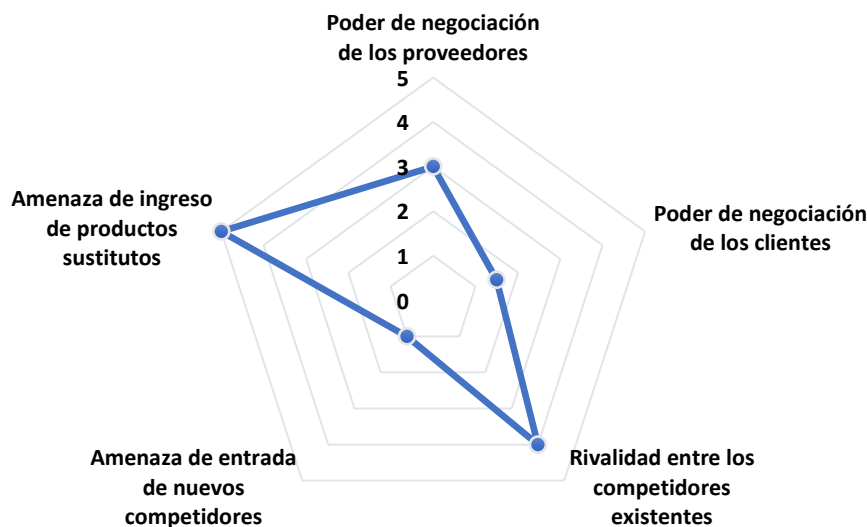 Poder de negociación
de los proveedores
5
4
3
2
1
0
Amenaza de ingreso
de productos
sustitutos
Poder de negociación
de los clientes
Amenaza de entrada
de nuevos
competidores
Rivalidad entre los
competidores
existentes